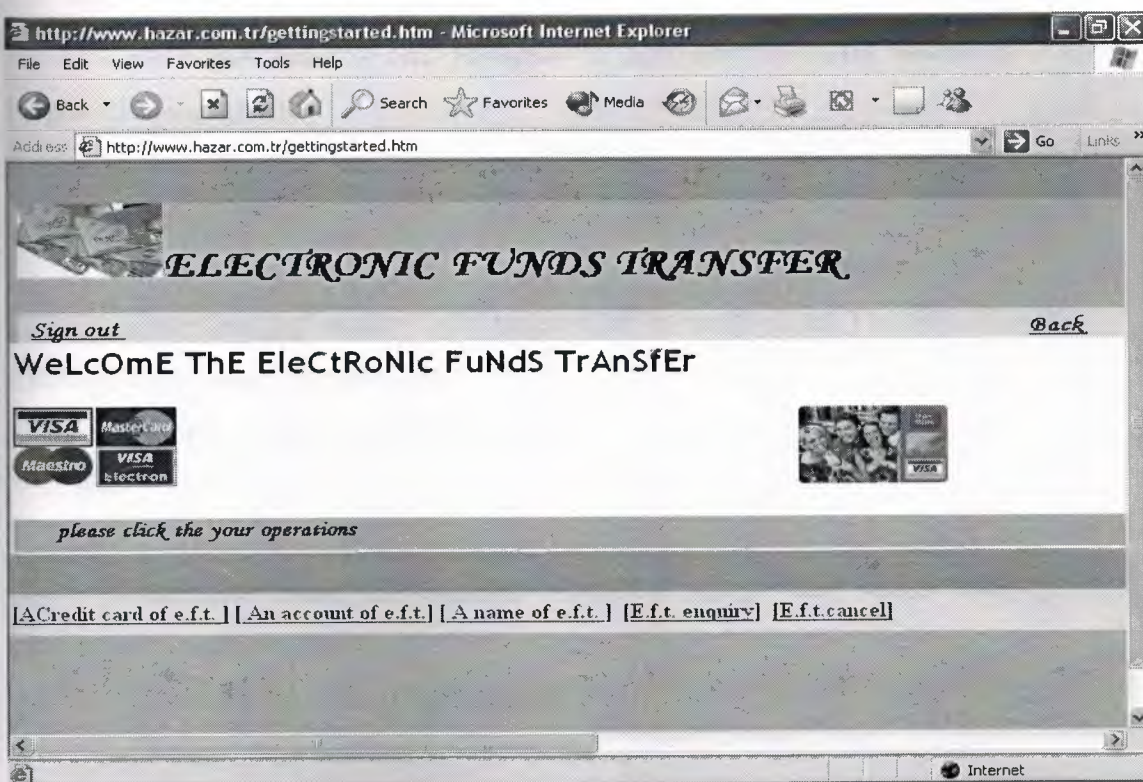 http://www.hazar.com.tr/gettingstarted.htm - Microsoft Internet Explorer
File Edit View Favorites Tools Help
Back Search Favorites Media
Address http://www.hazar.com.tr/gettingstarted.htm Go Links »
ELECTRONIC FUNDS TRANSFER
Sign out Back
WeLcOmE ThE EleCtRoNIc FuNdS TrAnSfEr
VISA MasterCard
Maestro VISA Electron
VISA
please click the your operations
[ACredit card of e.f.t. ] [ An account of e.f.t.] [ A name of e.f.t. ] [E.f.t. enquiry] [E.f.t.cancel]
Internet